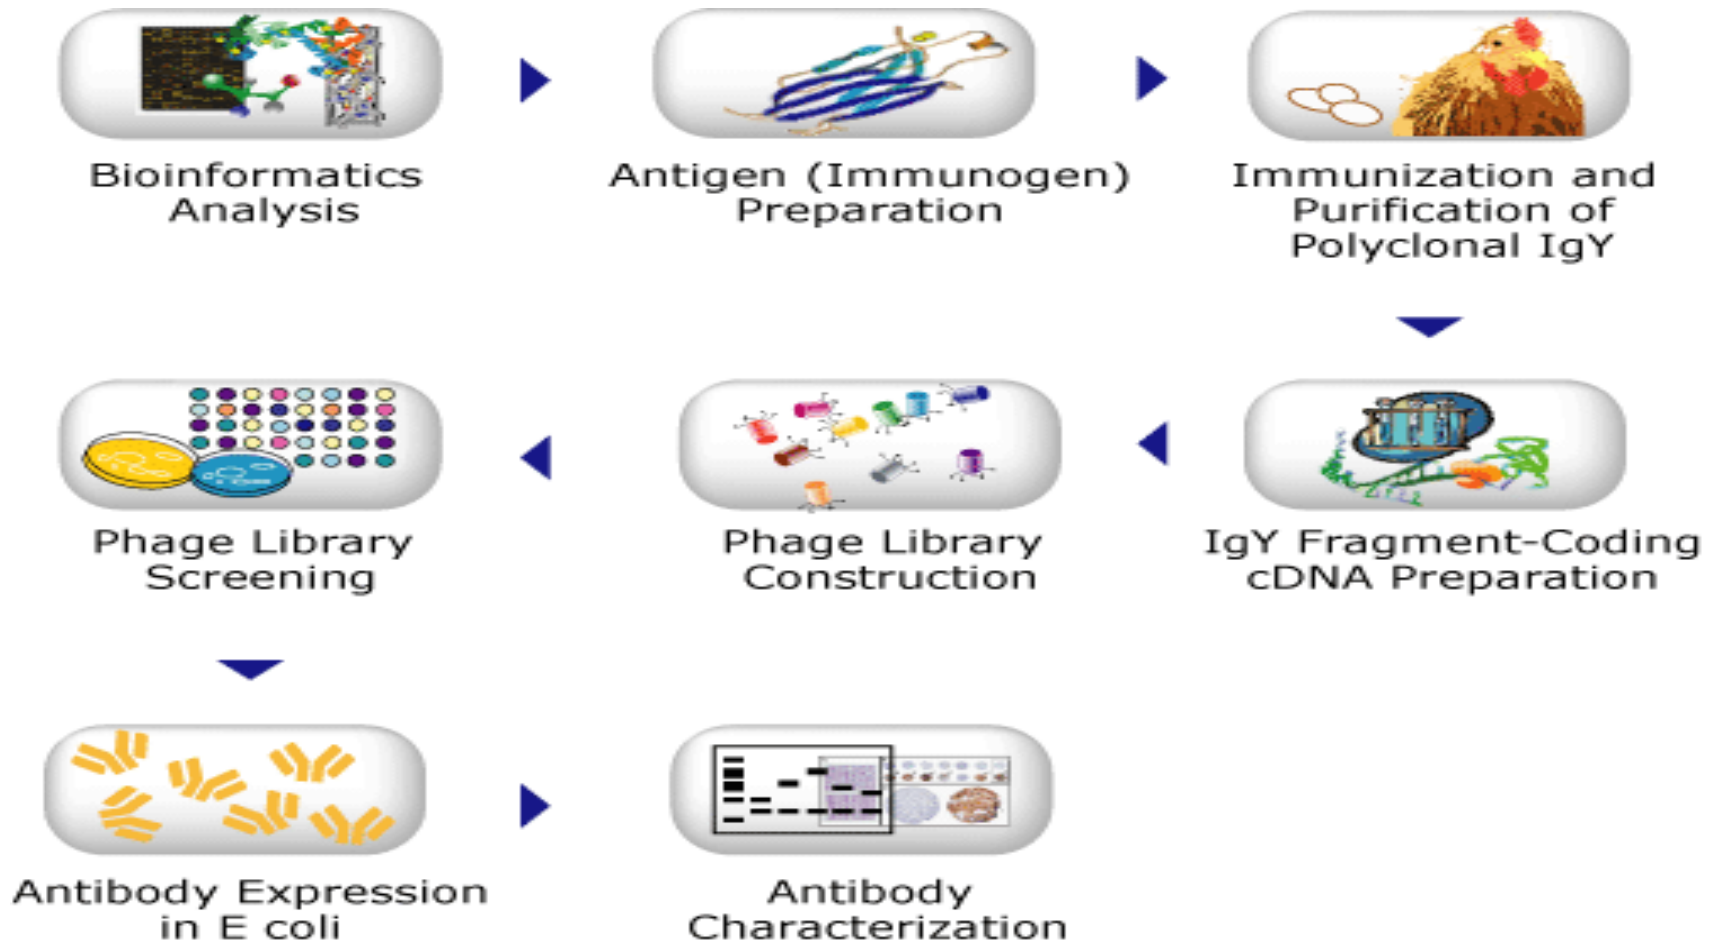 Bioinformatics
Analysis
Antigen (Immunogen)
Preparation
Immunization and
Purification of
Polyclonal IgY
IgY Fragment-Coding
cDNA Preparation
Phage Library
Construction
Phage Library
Screening
Antibody Expression
in E coli
Antibody
Characterization